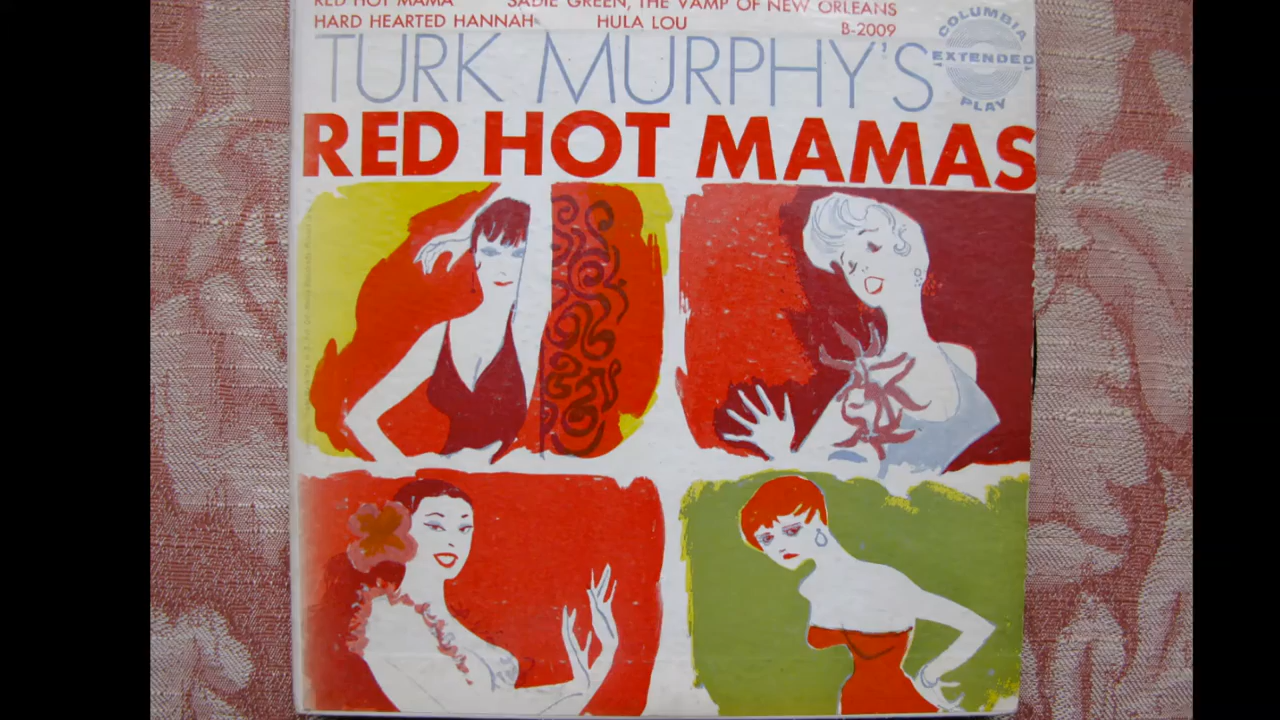 RED HOT MAMA SADIE GREEN, THE VAMP OF NEW ORLEANS
HARD HEARTED HANNAH HULA LOU B-2009
TURK MURPHY'S
RED HOT MAMAS
COLUMBIA
EXTENDED
PLAY